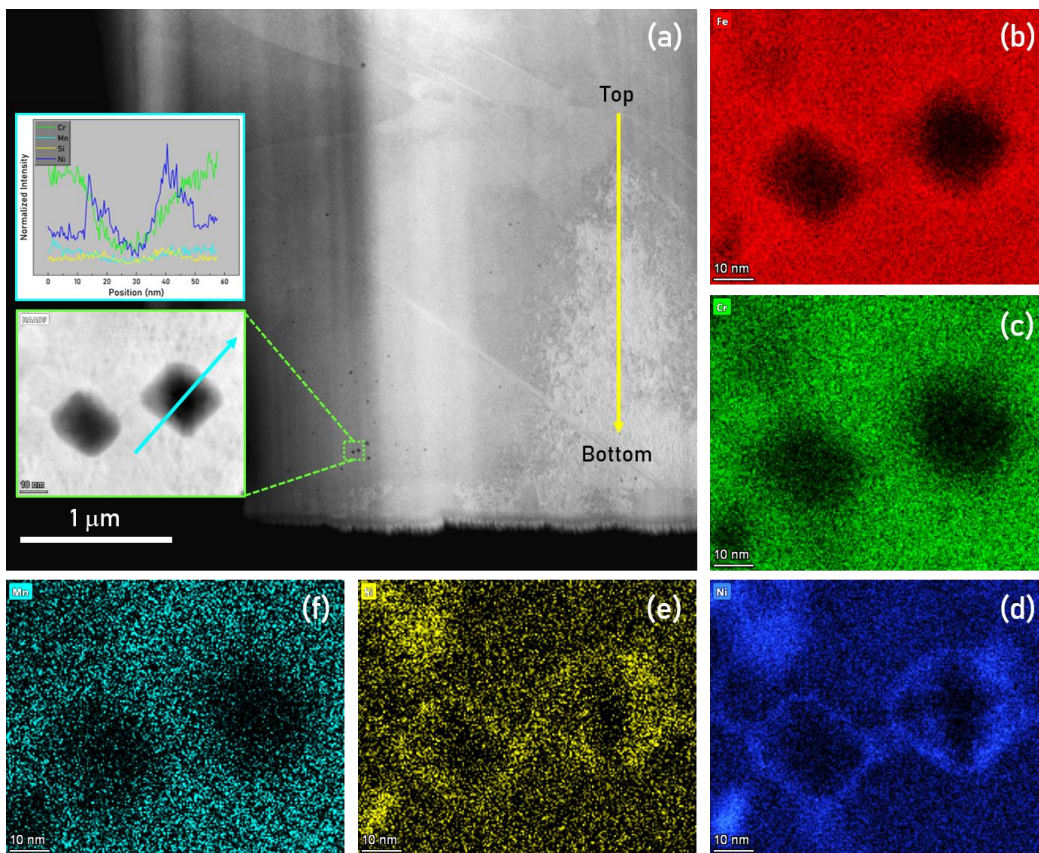 (a)
Top
Bottom
Cr
Mn
Si
Ni
Normalized Intensity
0 10 20 30 40 50 60
Position (nm)
HAADF
10 nm
1 μm
Fe
(b)
10 nm
Cr
(c)
10 nm
Mn
(f)
10 nm
Si
(e)
10 nm
Ni
(d)
10 nm